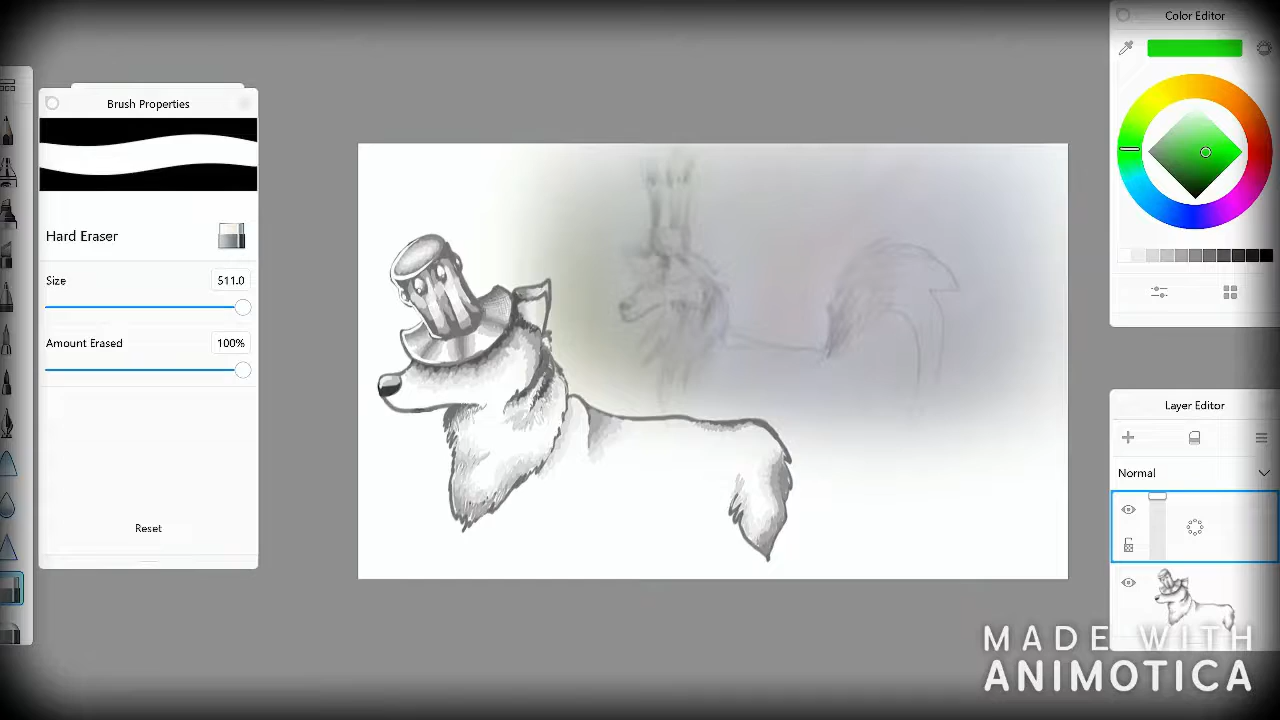 Color Editor
Brush Properties
Hard Eraser
Size
511.0
Amount Erased
100%
Reset
Layer Editor
Normal
MADE WITH
ANIMOTICA